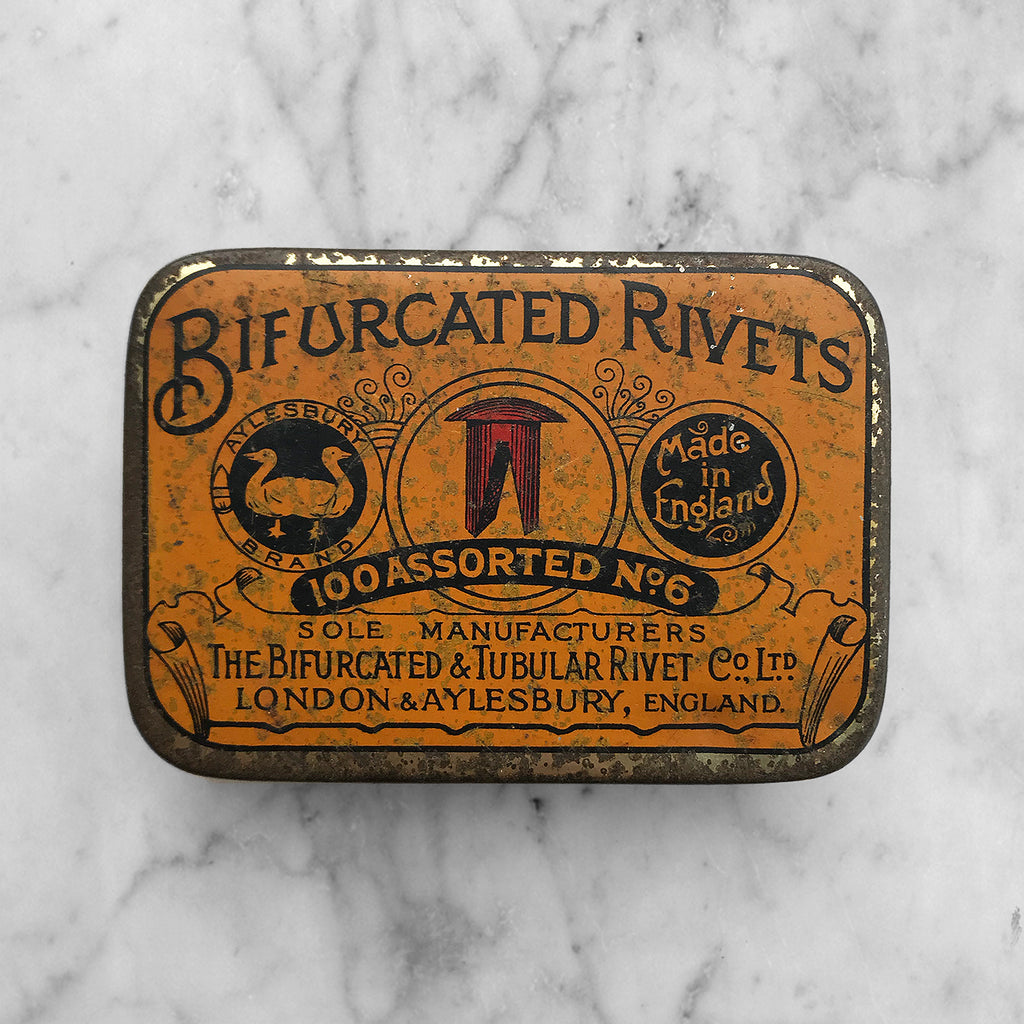 BIFURCATED RIVETS
AYLESBURY
BRAND
Made
in
England
100 ASSORTED No. 6
SOLE MANUFACTURERS
THE BIFURCATED & TUBULAR RIVET Co., LTD
LONDON & AYLESBURY, ENGLAND.